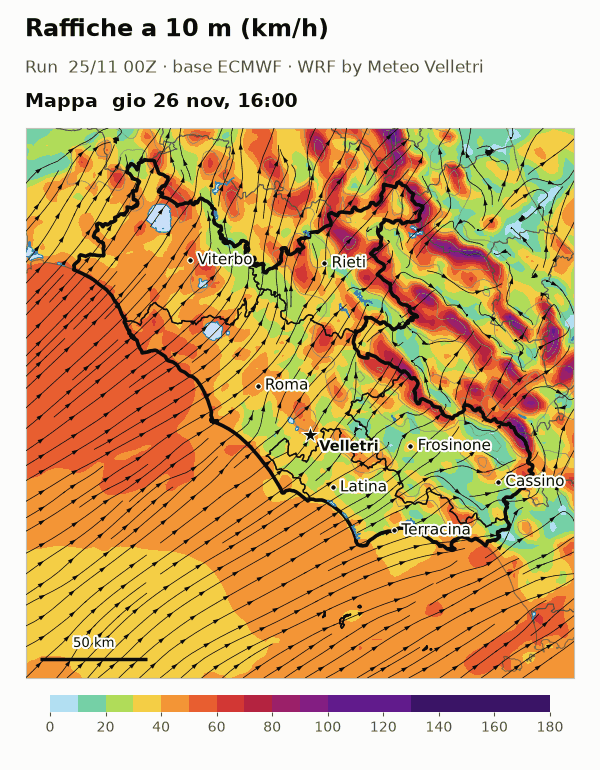 Raffiche a 10 m (km/h)
Run 25/11 00Z · base ECMWF · WRF by Meteo Velletri
Mappa gio 26 nov, 16:00
Viterbo
Rieti
Roma
Velletri
Frosinone
Latina
Cassino
Terracina
50 km
0 20 40 60 80 100 120 140 160 180